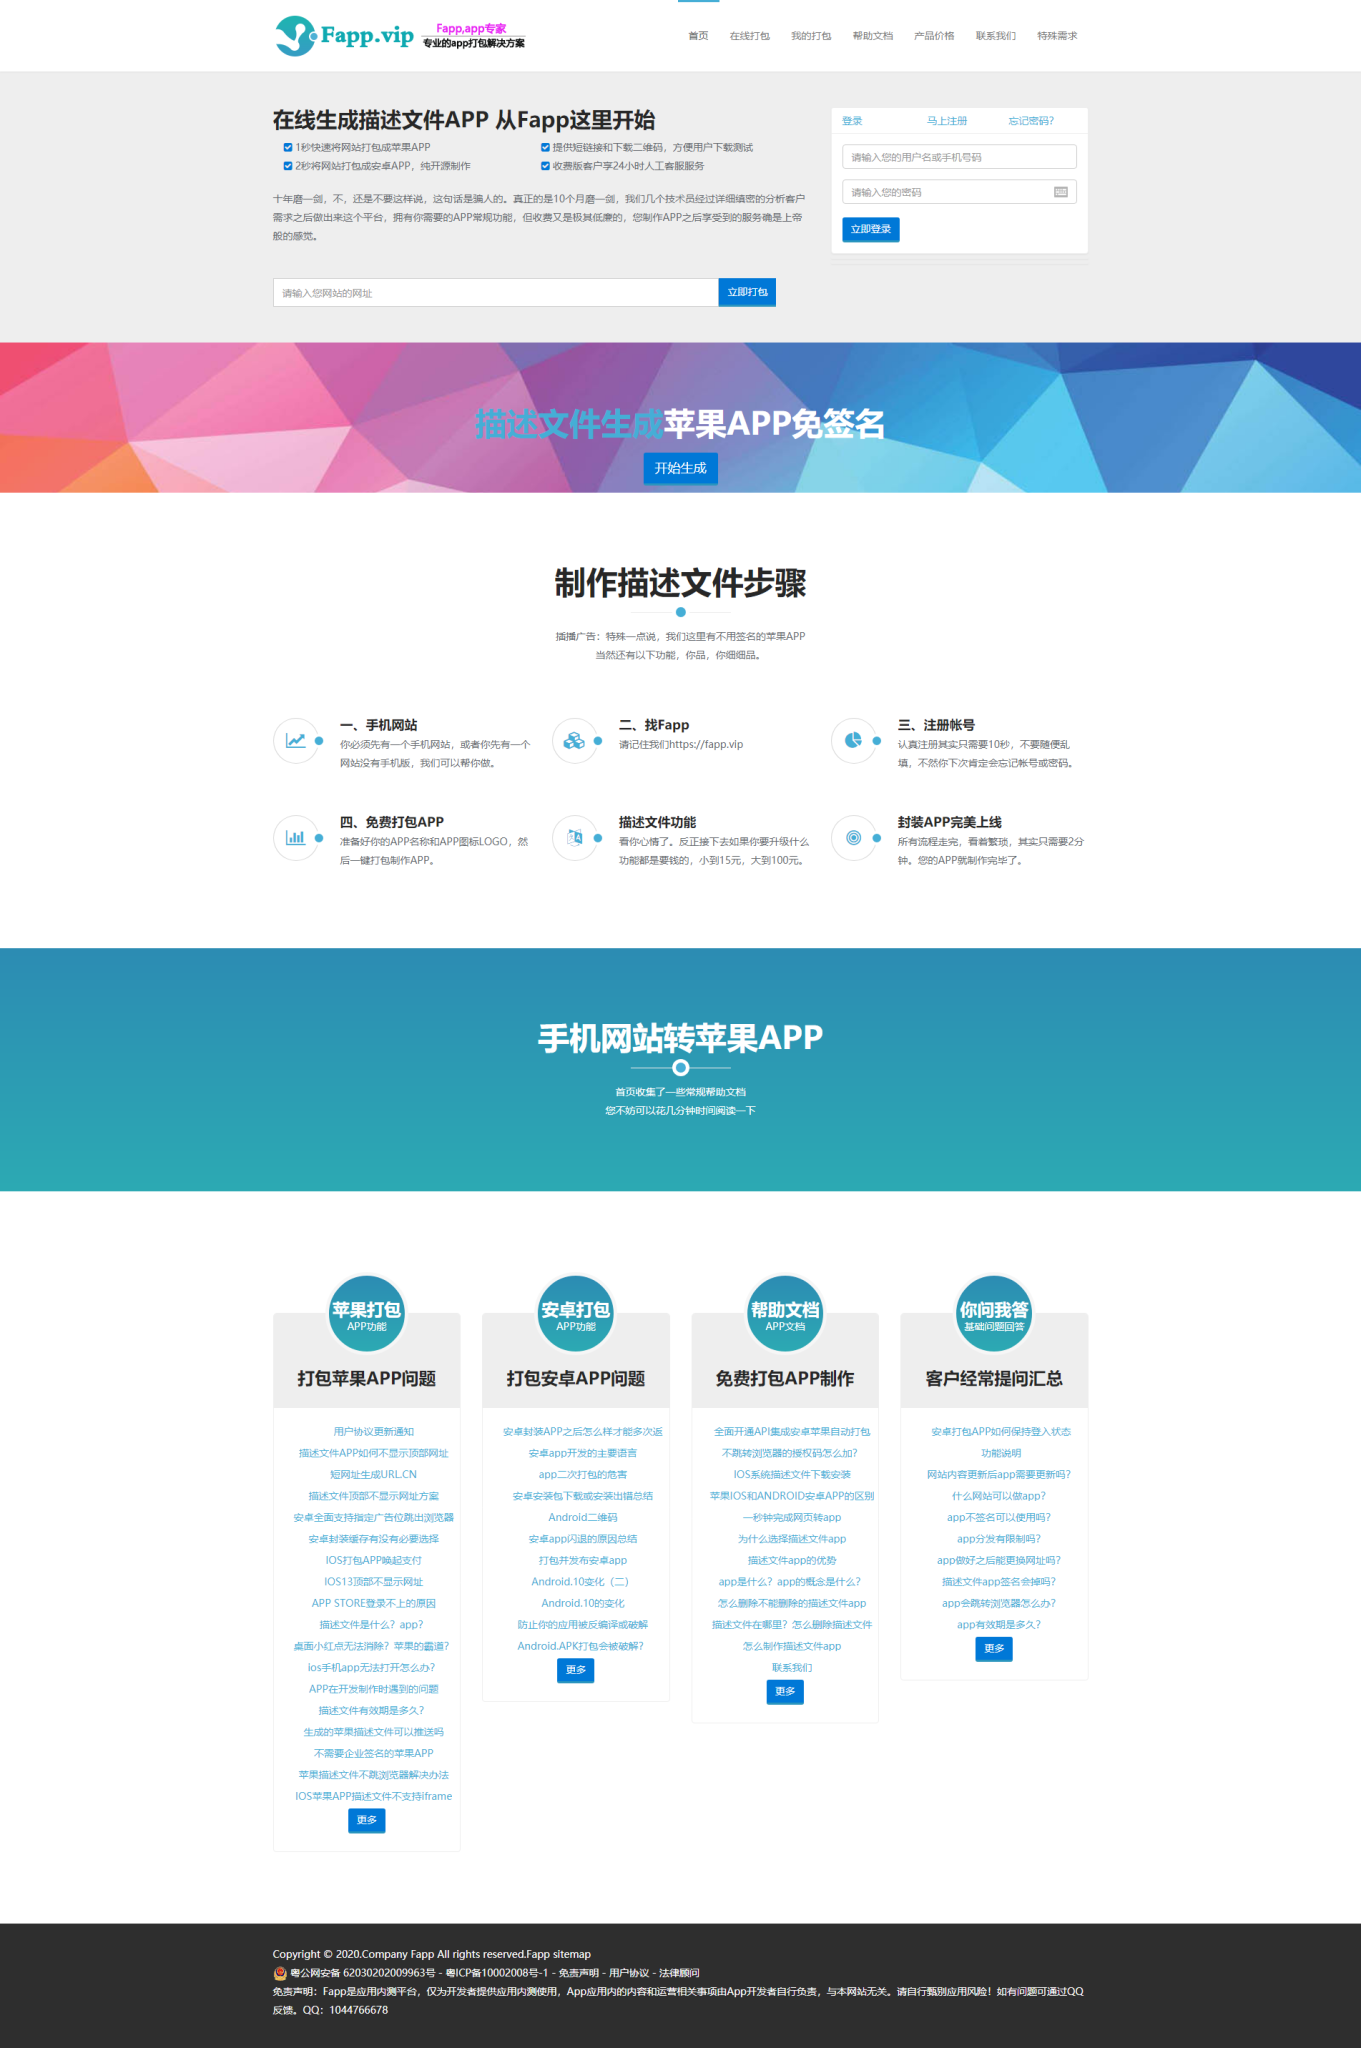 Fapp.vip
Fapp,app专家
专业的app打包解决方案
首页
在线打包
我的打包
帮助文档
产品价格
联系我们
特殊需求
在线生成描述文件APP 从Fapp这里开始
1秒快速将网站打包成苹果APP
提供短链接和下载二维码，方便用户下载测试
2秒将网站打包成安卓APP，纯开源制作
收费版客户享24小时人工客服服务
十年磨一剑，不，还是不要这样说，这句话是骗人的。真正的是10个月磨一剑，我们几个技术员经过详细缜密的分析客户
需求之后做出来这个平台，拥有你需要的APP常规功能，但收费又是极其低廉的，您制作APP之后享受到的服务确是上帝
般的感觉。
请输入您网站的网址
立即打包
登录
马上注册
忘记密码？
请输入您的用户名或手机号码
请输入您的密码
立即登录
描述文件生成苹果APP免签名
开始生成
制作描述文件步骤
插播广告：特殊一点说，我们这里有不用签名的苹果APP
当然还有以下功能，你品，你细细品。
一、手机网站
你必须先有一个手机网站，或者你先有一个
网站没有手机版，我们可以帮你做。
二、找Fapp
请记住我们https://fapp.vip
三、注册帐号
认真注册其实只需要10秒，不要随便乱
填，不然你下次肯定会忘记帐号或密码。
四、免费打包APP
准备好你的APP名称和APP图标LOGO，然
后一键打包制作APP。
描述文件功能
看你心情了。反正接下去如果你要升级什么
功能都是要钱的，小到15元，大到100元。
封装APP完美上线
所有流程走完，看着繁琐，其实只需要2分
钟。您的APP就制作完毕了。
手机网站转苹果APP
首页收集了一些常规帮助文档
您不妨可以花几分钟时间阅读一下
苹果打包
APP功能
打包苹果APP问题
用户协议更新通知
描述文件APP如何不显示顶部网址
短网址生成URL.CN
描述文件顶部不显示网址方案
安卓全面支持指定广告位跳出浏览器
安卓封装缓存有没有必要选择
IOS打包APP唤起支付
IOS13顶部不显示网址
APP STORE登录不上的原因
描述文件是什么？app?
桌面小红点无法消除？苹果的霸道？
ios手机app无法打开怎么办？
APP在开发制作时遇到的问题
描述文件有效期是多久？
生成的苹果描述文件可以推送吗
不需要企业签名的苹果APP
苹果描述文件不跳浏览器解决办法
IOS苹果APP描述文件不支持iframe
更多
安卓打包
APP功能
打包安卓APP问题
安卓封装APP之后怎么样才能多次返
安卓app开发的主要语言
app二次打包的危害
安卓安装包下载或安装出错总结
Android二维码
安卓app闪退的原因总结
打包并发布安卓app
Android.10变化（二）
Android.10的变化
防止你的应用被反编译或破解
Android.APK打包会被破解？
更多
帮助文档
APP文档
免费打包APP制作
全面开通API集成安卓苹果自动打包
不跳转浏览器的授权码怎么加？
IOS系统描述文件下载安装
苹果IOS和ANDROID安卓APP的区别
一秒钟完成网页转app
为什么选择描述文件app
描述文件app的优势
app是什么？app的概念是什么？
怎么删除不能删除的描述文件app
描述文件在哪里？怎么删除描述文件
怎么制作描述文件app
联系我们
更多
你问我答
基础问题回答
客户经常提问汇总
安卓打包APP如何保持登入状态
功能说明
网站内容更新后app需要更新吗？
什么网站可以做app？
app不签名可以使用吗？
app分发有限制吗？
app做好之后能更换网址吗？
描述文件app签名会掉吗？
app会跳转浏览器怎么办？
app有效期是多久？
更多
Copyright © 2020.Company Fapp All rights reserved.Fapp sitemap
粤公网安备 62030202009963号 - 粤ICP备10002008号-1 - 免责声明 - 用户协议 - 法律顾问
免责声明：Fapp是应用内测平台，仅为开发者提供应用内测使用，App应用内的内容和运营相关事项由App开发者自行负责，与本网站无关。请自行甄别应用风险！如有问题可通过QQ
反馈。QQ：1044766678